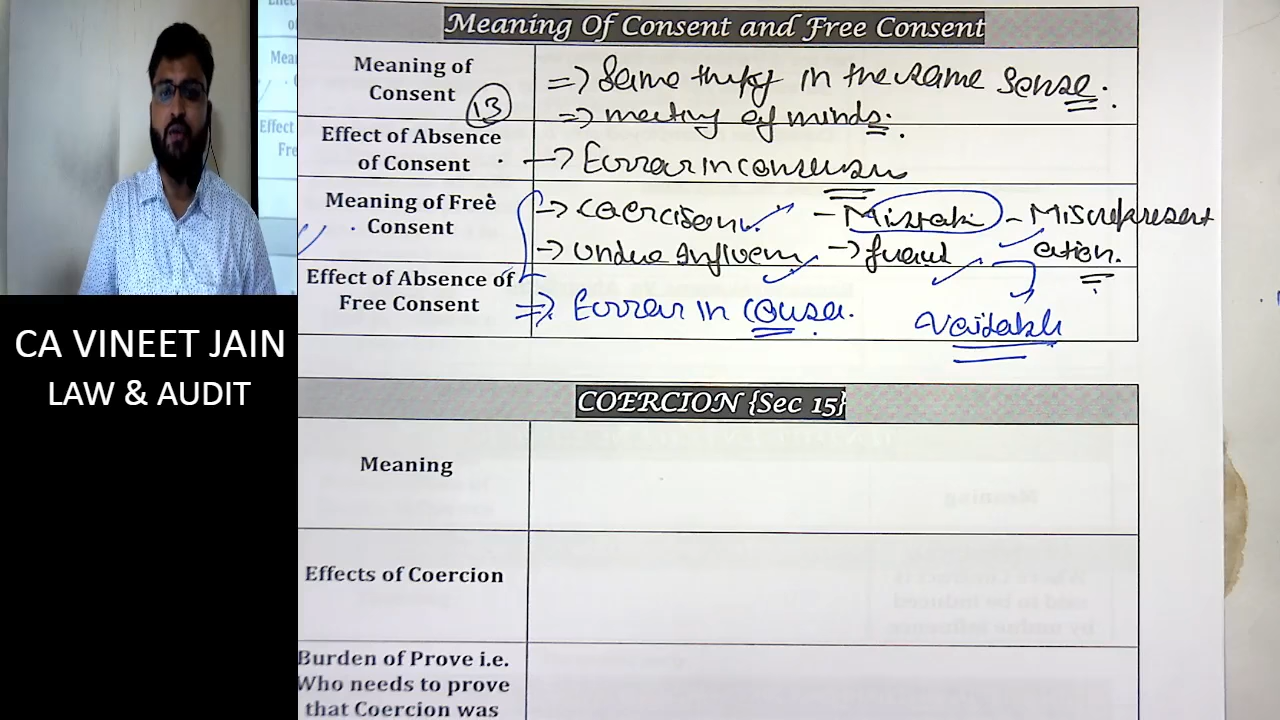 Meaning Of Consent and Free Consent
Meaning of
Consent
13
=> Same thing in the same sense.
=> meeting of minds.
Effect of Absence
of Consent
-> Error in consensus
Meaning of Free
Consent
-> coercison
- Mistake
- Misrepresent
ation.
-> Undue Influen
-> fraud
Effect of Absence of
Free Consent
=> Error in causa.
Voidable
CA VINEET JAIN
LAW & AUDIT
COERCION {Sec 15}
Meaning
Effects of Coercion
Burden of Prove i.e.
Who needs to prove
that Coercion was